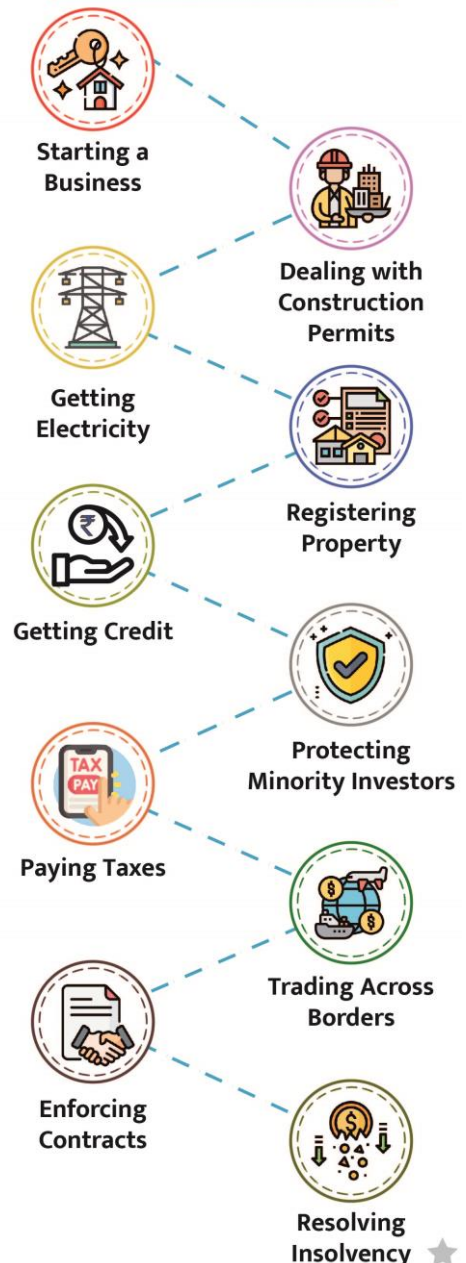 Starting a
Business
Dealing with
Construction
Permits
Getting
Electricity
Registering
Property
₹
Getting Credit
Protecting
Minority Investors
TAX
PAY
Paying Taxes
$
$
Trading Across
Borders
Enforcing
Contracts
$
Resolving
Insolvency